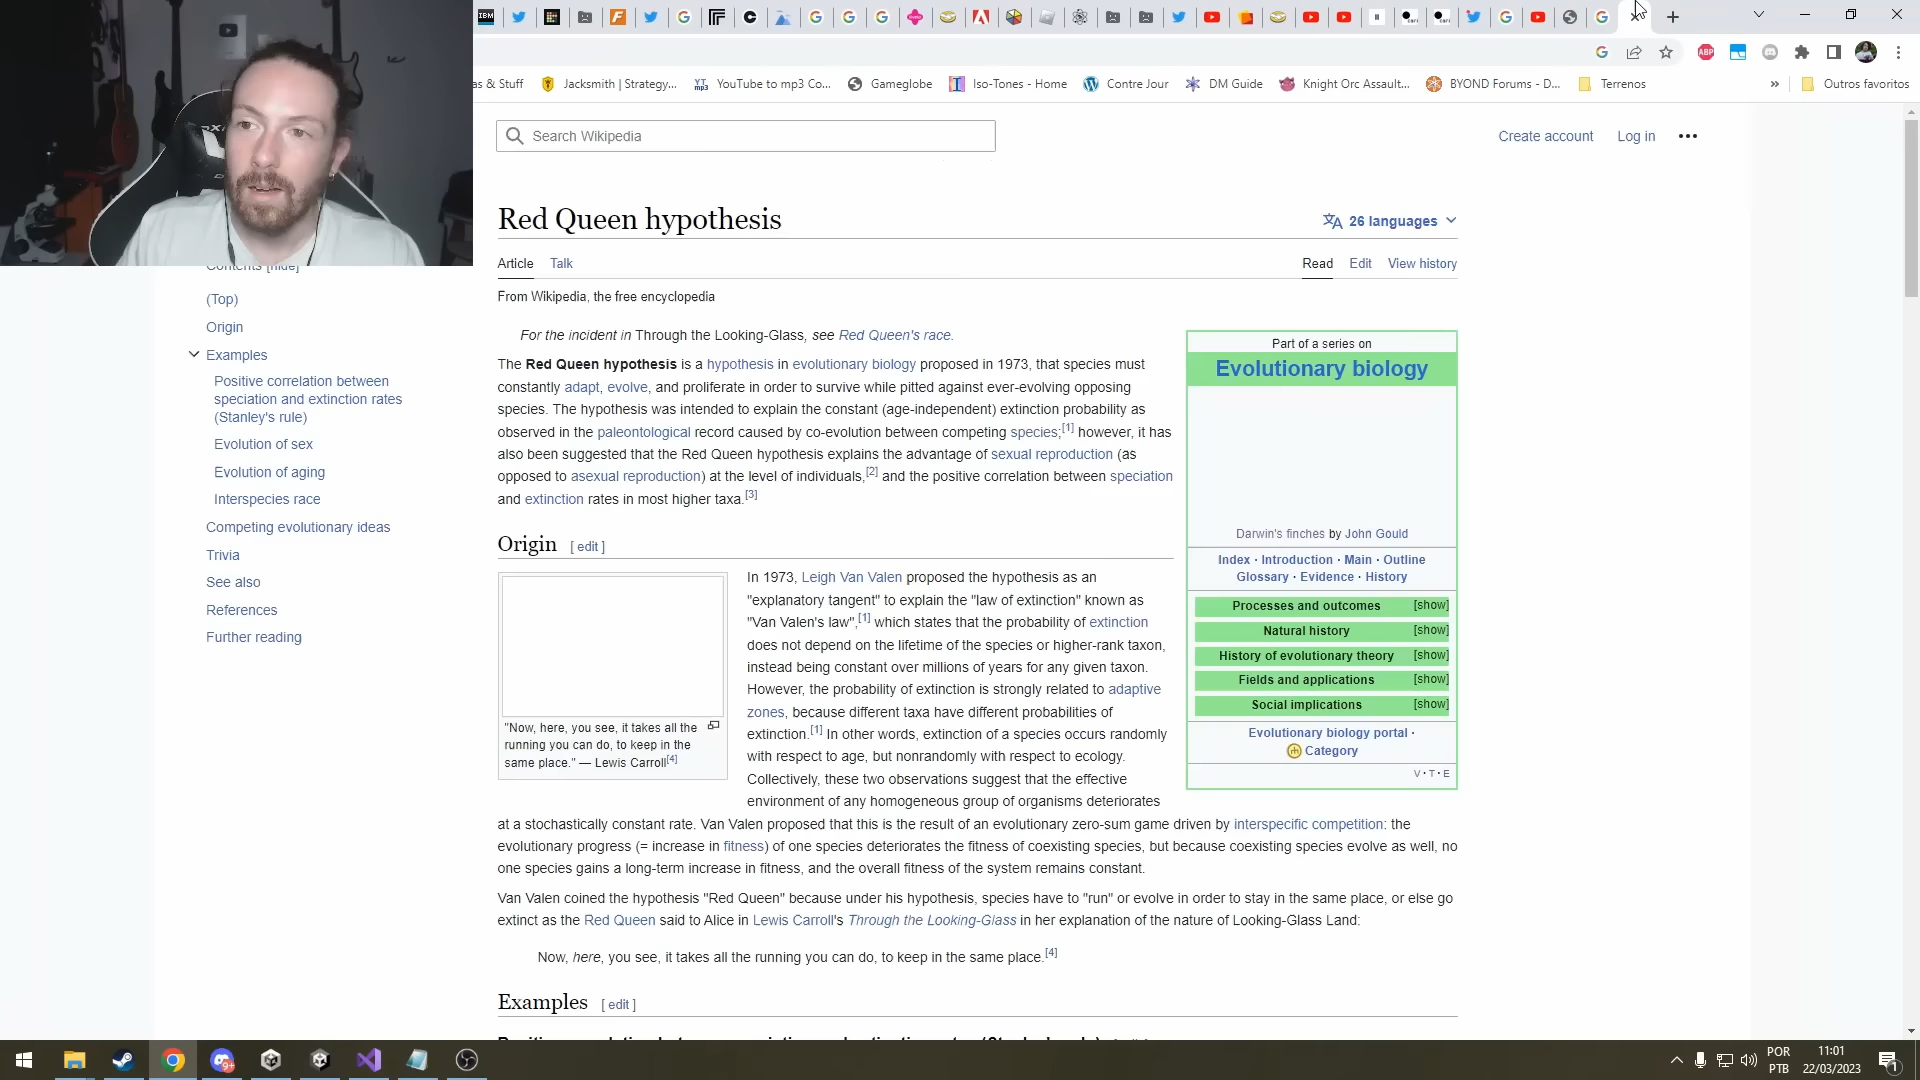 as & Stuff
Jacksmith | Strategy...
YouTube to mp3 Co...
Gameglobe
Iso-Tones - Home
Contre Jour
DM Guide
Knight Orc Assault...
BYOND Forums - D...
Terrenos
»
Outros favoritos
Search Wikipedia
Create account
Log in
Red Queen hypothesis
26 languages
Article
Talk
Read
Edit
View history
From Wikipedia, the free encyclopedia
Contents [hide]
(Top)
Origin
Examples
Positive correlation between
speciation and extinction rates
(Stanley's rule)
Evolution of sex
Evolution of aging
Interspecies race
Competing evolutionary ideas
Trivia
See also
References
Further reading
For the incident in Through the Looking-Glass, see Red Queen's race.
The Red Queen hypothesis is a hypothesis in evolutionary biology proposed in 1973, that species must
constantly adapt, evolve, and proliferate in order to survive while pitted against ever-evolving opposing
species. The hypothesis was intended to explain the constant (age-independent) extinction probability as
observed in the paleontological record caused by co-evolution between competing species;[1] however, it has
also been suggested that the Red Queen hypothesis explains the advantage of sexual reproduction (as
opposed to asexual reproduction) at the level of individuals,[2] and the positive correlation between speciation
and extinction rates in most higher taxa.[3]
Part of a series on
Evolutionary biology
Darwin's finches by John Gould
Index · Introduction · Main · Outline
Glossary · Evidence · History
Processes and outcomes [show]
Natural history [show]
History of evolutionary theory [show]
Fields and applications [show]
Social implications [show]
Evolutionary biology portal ·
Category
V · T · E
Origin [ edit ]
"Now, here, you see, it takes all the
running you can do, to keep in the
same place." — Lewis Carroll[4]
In 1973, Leigh Van Valen proposed the hypothesis as an
"explanatory tangent" to explain the "law of extinction" known as
"Van Valen's law",[1] which states that the probability of extinction
does not depend on the lifetime of the species or higher-rank taxon,
instead being constant over millions of years for any given taxon.
However, the probability of extinction is strongly related to adaptive
zones, because different taxa have different probabilities of
extinction.[1] In other words, extinction of a species occurs randomly
with respect to age, but nonrandomly with respect to ecology.
Collectively, these two observations suggest that the effective
environment of any homogeneous group of organisms deteriorates
at a stochastically constant rate. Van Valen proposed that this is the result of an evolutionary zero-sum game driven by interspecific competition: the
evolutionary progress (= increase in fitness) of one species deteriorates the fitness of coexisting species, but because coexisting species evolve as well, no
one species gains a long-term increase in fitness, and the overall fitness of the system remains constant.
Van Valen coined the hypothesis "Red Queen" because under his hypothesis, species have to "run" or evolve in order to stay in the same place, or else go
extinct as the Red Queen said to Alice in Lewis Carroll's Through the Looking-Glass in her explanation of the nature of Looking-Glass Land:
Now, here, you see, it takes all the running you can do, to keep in the same place.[4]
Examples [ edit ]
POR
PTB
11:01
22/03/2023